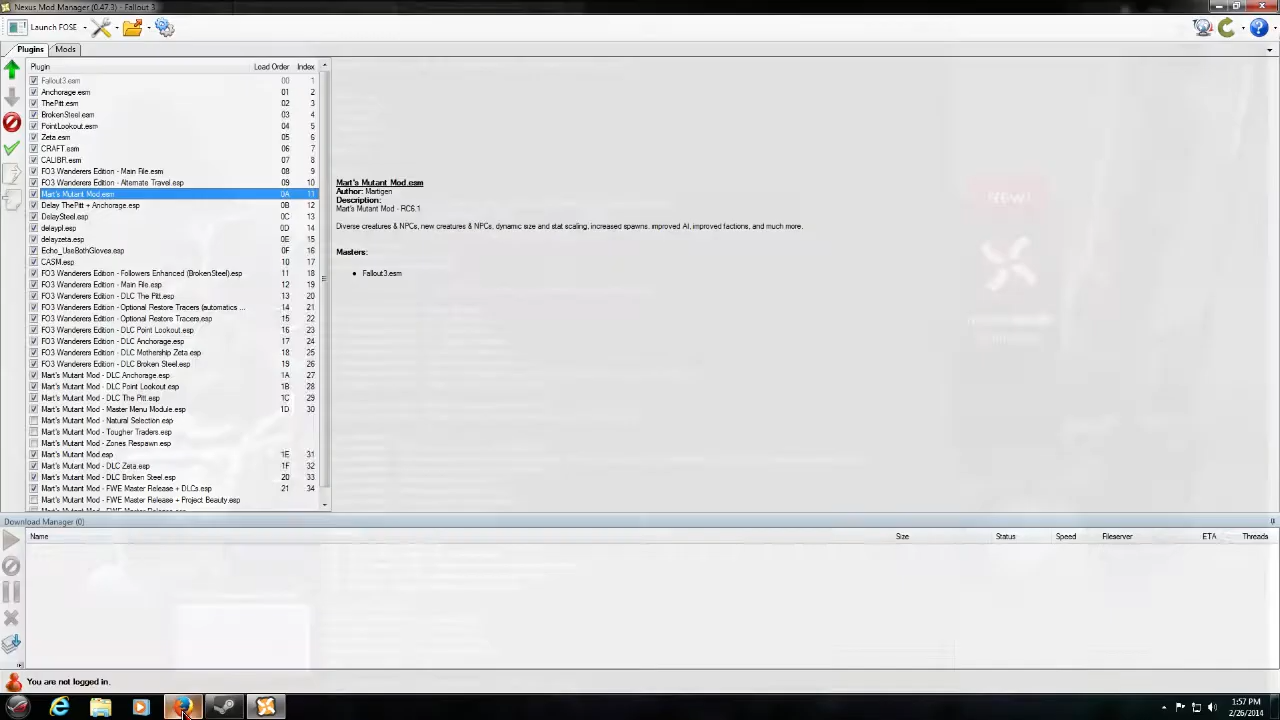 Nexus Mod Manager (0.47.3) - Fallout 3
Launch FOSE
Plugins Mods
Plugin Load Order Index
Fallout3.esm 00 1
Anchorage.esm 01 2
ThePitt.esm 02 3
BrokenSteel.esm 03 4
PointLookout.esm 04 5
Zeta.esm 05 6
CRAFT.esm 06 7
CALIBR.esm 07 8
FO3 Wanderers Edition - Main File.esm 08 9
FO3 Wanderers Edition - Alternate Travel.esp 09 10
Mart's Mutant Mod.esm 0A 11
Delay ThePitt + Anchorage.esp 0B 12
DelaySteel.esp 0C 13
delaypl.esp 0D 14
delayzeta.esp 0E 15
Echo_UseBothGloves.esp 0F 16
CASM.esp 10 17
FO3 Wanderers Edition - Followers Enhanced (BrokenSteel).esp 11 18
FO3 Wanderers Edition - Main File.esp 12 19
FO3 Wanderers Edition - DLC The Pitt.esp 13 20
FO3 Wanderers Edition - Optional Restore Tracers (automatics ... 14 21
FO3 Wanderers Edition - Optional Restore Tracers.esp 15 22
FO3 Wanderers Edition - DLC Point Lookout.esp 16 23
FO3 Wanderers Edition - DLC Anchorage.esp 17 24
FO3 Wanderers Edition - DLC Mothership Zeta.esp 18 25
FO3 Wanderers Edition - DLC Broken Steel.esp 19 26
Mart's Mutant Mod - DLC Anchorage.esp 1A 27
Mart's Mutant Mod - DLC Point Lookout.esp 1B 28
Mart's Mutant Mod - DLC The Pitt.esp 1C 29
Mart's Mutant Mod - Master Menu Module.esp 1D 30
Mart's Mutant Mod - Natural Selection.esp
Mart's Mutant Mod - Tougher Traders.esp
Mart's Mutant Mod - Zones Respawn.esp
Mart's Mutant Mod.esp 1E 31
Mart's Mutant Mod - DLC Zeta.esp 1F 32
Mart's Mutant Mod - DLC Broken Steel.esp 20 33
Mart's Mutant Mod - FWE Master Release + DLCs.esp 21 34
Mart's Mutant Mod - FWE Master Release + Project Beauty.esp
Mart's Mutant Mod - FWE Master Release.esp
Mart's Mutant Mod.esm
Author: Martigen
Description:
Mart's Mutant Mod - RC6.1
Diverse creatures & NPCs, new creatures & NPCs, dynamic size and stat scaling, increased spawns, improved AI, improved factions, and much more.
Masters:
Fallout3.esm
Download Manager (0)
Name Size Status Speed Fileserver ETA Threads
You are not logged in.
1:57 PM
2/26/2014